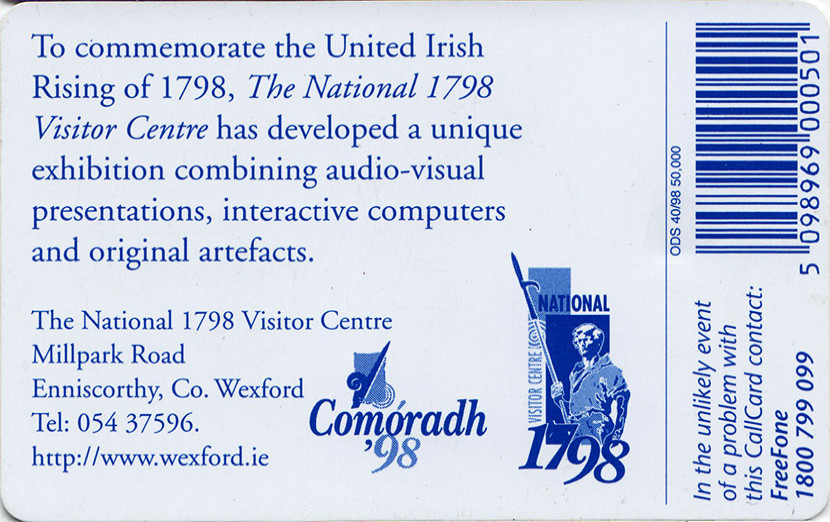 To commemorate the United Irish
Rising of 1798, The National 1798
Visitor Centre has developed a unique
exhibition combining audio-visual
presentations, interactive computers
and original artefacts.
The National 1798 Visitor Centre
Millpark Road
Enniscorthy, Co. Wexford
Tel: 054 37596.
http://www.wexford.ie
Comóradh
'98
NATIONAL
VISITOR CENTRE
1798
ODS 40/98 50,000
5 098969 000501
In the unlikely event
of a problem with
this CallCard contact:
FreeFone
1800 799 099